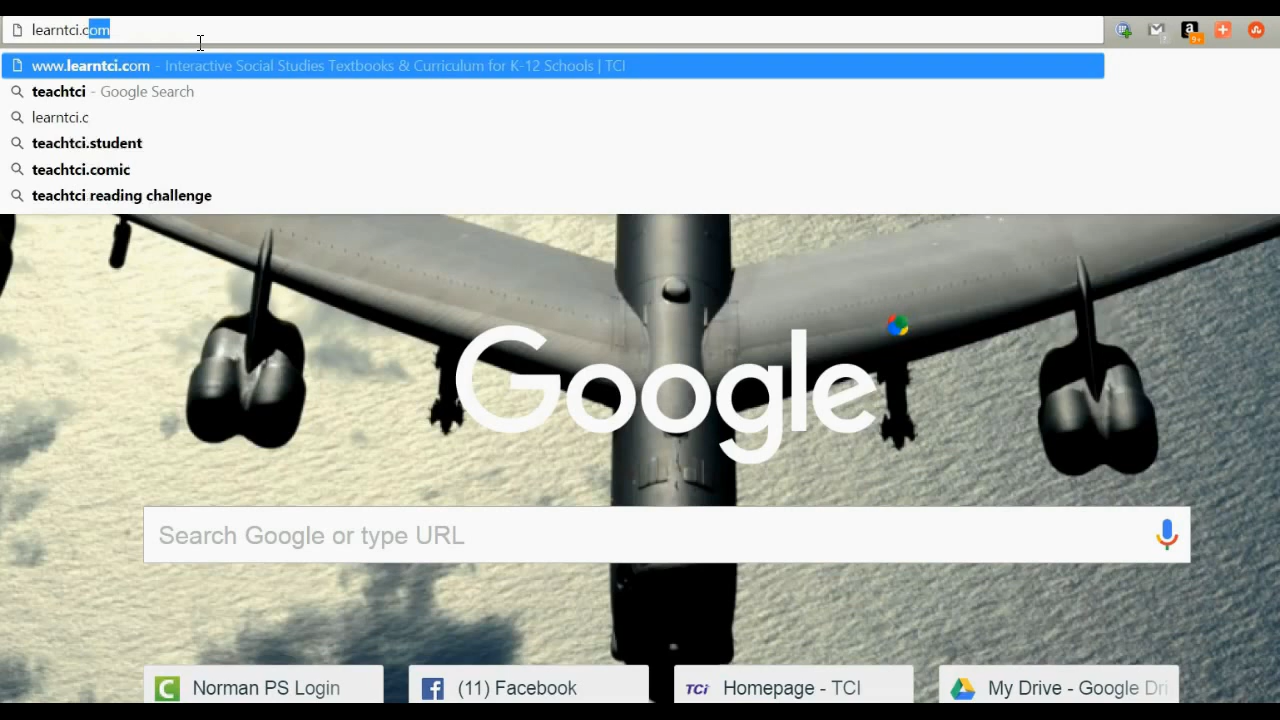 learntci.com
9+
www.learntci.com - Interactive Social Studies Textbooks & Curriculum for K-12 Schools | TCI
teachtci - Google Search
learntci.c
teachtci.student
teachtci.comic
teachtci reading challenge
Google
Search Google or type URL
Norman PS Login
(11) Facebook
TCi Homepage - TCI
My Drive - Google Dri